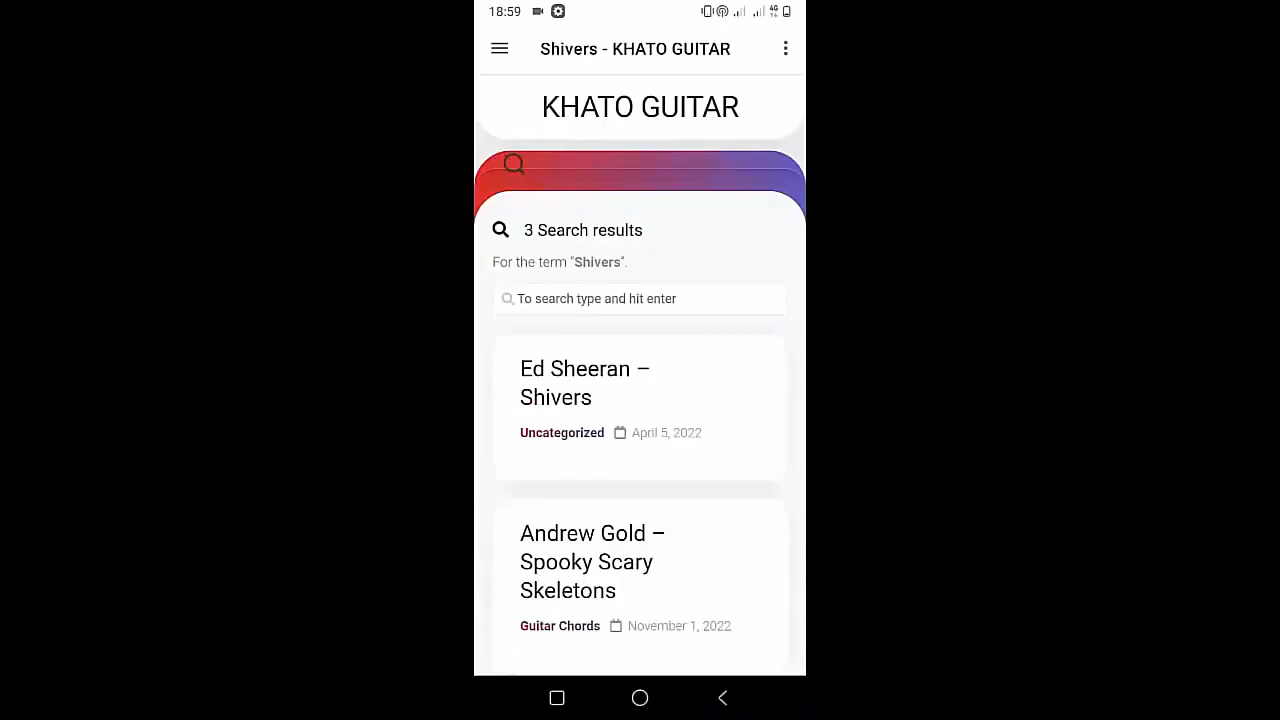 18:59
4G
Shivers - KHATO GUITAR
KHATO GUITAR
3 Search results
For the term "Shivers".
To search type and hit enter
Ed Sheeran –
Shivers
Uncategorized April 5, 2022
Andrew Gold –
Spooky Scary
Skeletons
Guitar Chords November 1, 2022